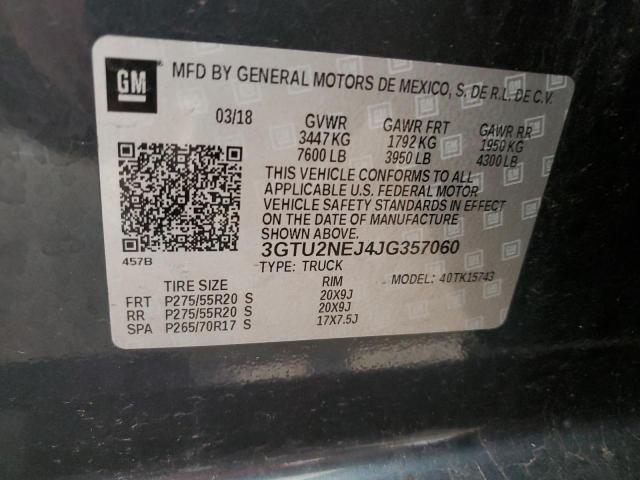 GM
MFD BY GENERAL MOTORS DE MEXICO, S. DE R.L. DE C.V.
03/18 GVWR GAWR FRT GAWR RR
3447 KG 1792 KG 1950 KG
7600 LB 3950 LB 4300 LB
THIS VEHICLE CONFORMS TO ALL
APPLICABLE U.S. FEDERAL MOTOR
VEHICLE SAFETY STANDARDS IN EFFECT
ON THE DATE OF MANUFACTURE
457B
3GTU2NEJ4JG357060
TYPE: TRUCK MODEL: 40TK15743
TIRE SIZE RIM
FRT P275/55R20 S 20X9J
RR P275/55R20 S 20X9J
SPA P265/70R17 S 17X7.5J